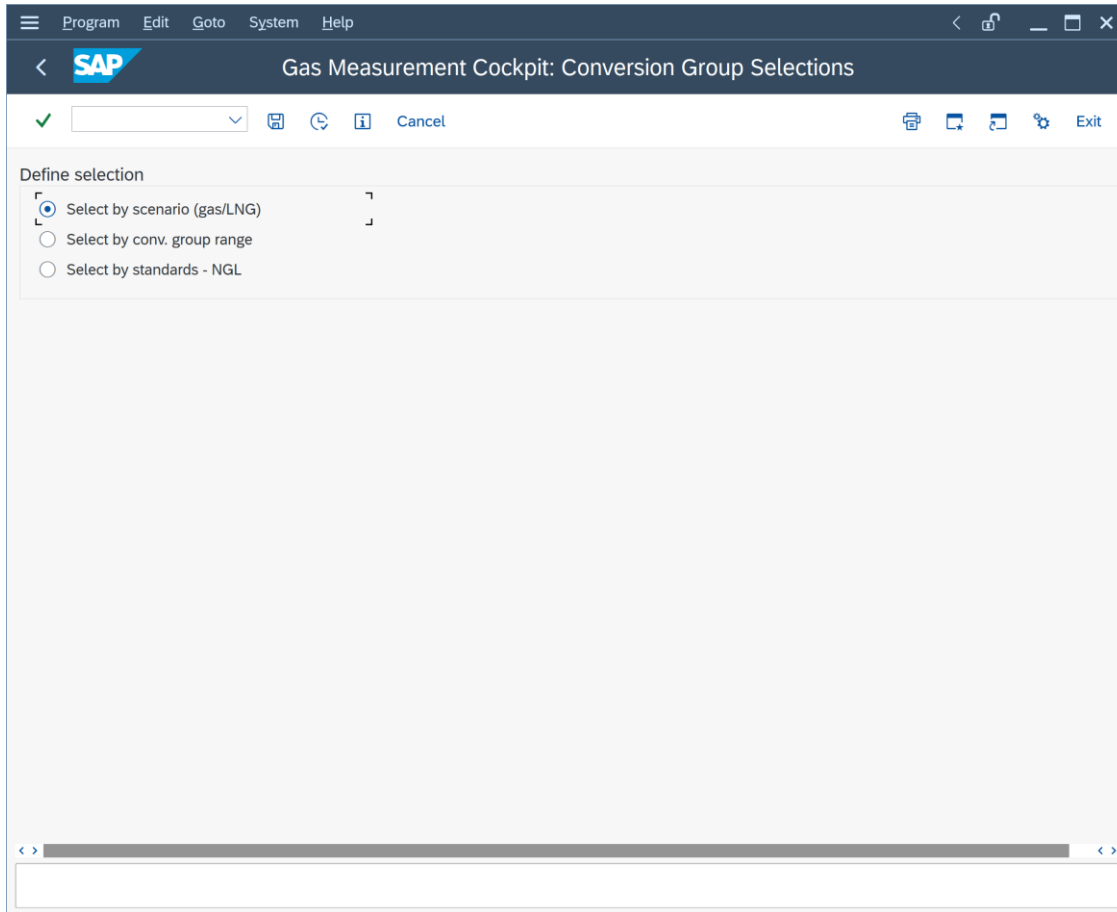 Program Edit Goto System Help
SAP Gas Measurement Cockpit: Conversion Group Selections
Cancel Exit
Define selection
Select by scenario (gas/LNG)
Select by conv. group range
Select by standards - NGL